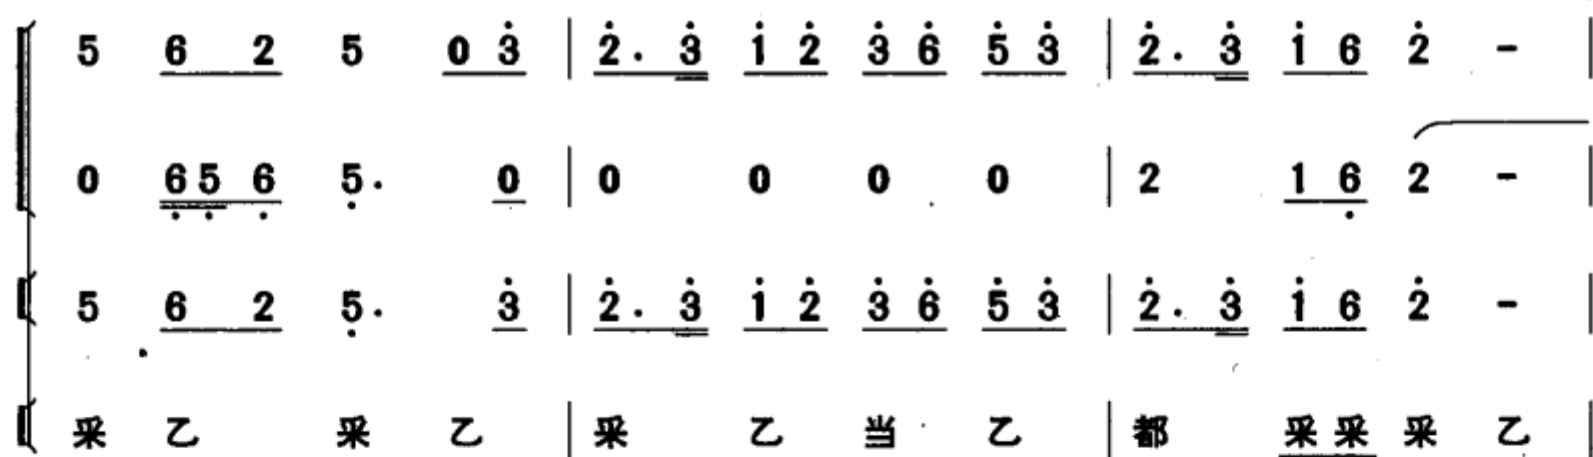 5 6 2 5 0 3̇ | 2̇. 3̇ 1̇ 2̇ 3̇ 6̇ 5̇ 3̇ | 2̇. 3̇ 1̇ 6 2̇ - |
0 6̣ 5̣ 6̣ 5̣. 0 | 0 0 0 0 | 2 1 6̣ 2 - |
5 6 2 5̣. 3̇ | 2̇. 3̇ 1̇ 2̇ 3̇ 6̇ 5̇ 3̇ | 2̇. 3̇ 1̇ 6 2̇ - |
采 乙 采 乙 | 采 乙 当 乙 | 都 采 采 采 乙 |